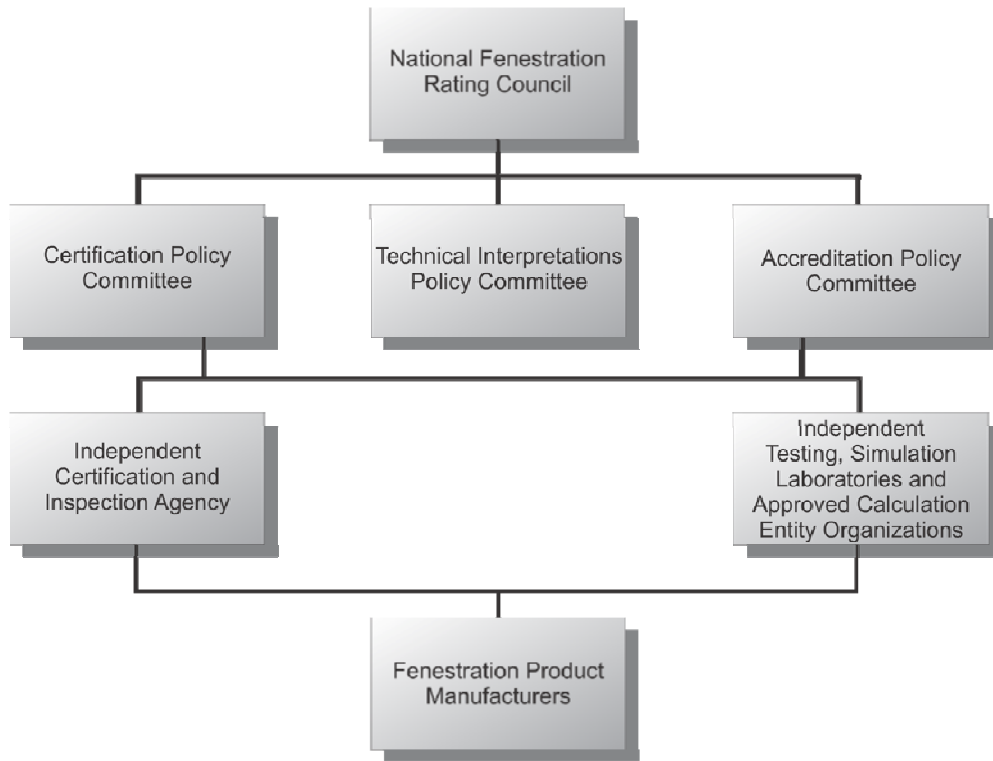 National Fenestration
Rating Council
Certification Policy
Committee
Technical Interpretations
Policy Committee
Accreditation Policy
Committee
Independent
Certification and
Inspection Agency
Independent
Testing, Simulation
Laboratories and
Approved Calculation
Entity Organizations
Fenestration Product
Manufacturers